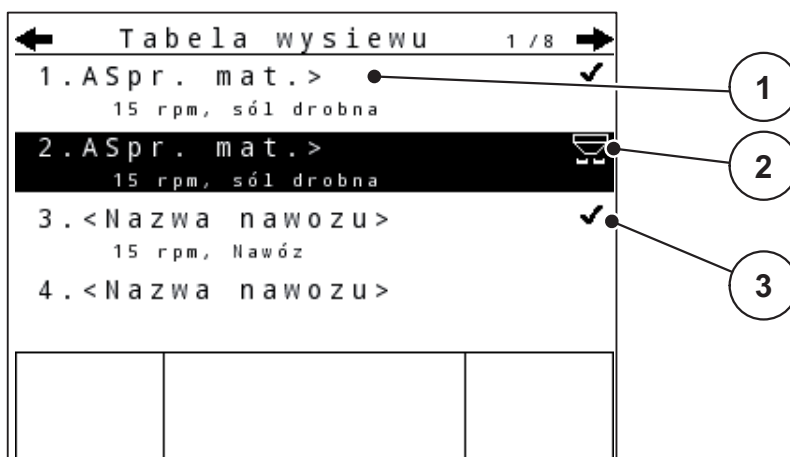 Tabela wysiewu 1/8
1.ASpr. mat.>
15 rpm, sól drobna
2.ASpr. mat.>
15 rpm, sól drobna
3.<Nazwa nawozu>
15 rpm, Nawóz
4.<Nazwa nawozu>
1
2
3